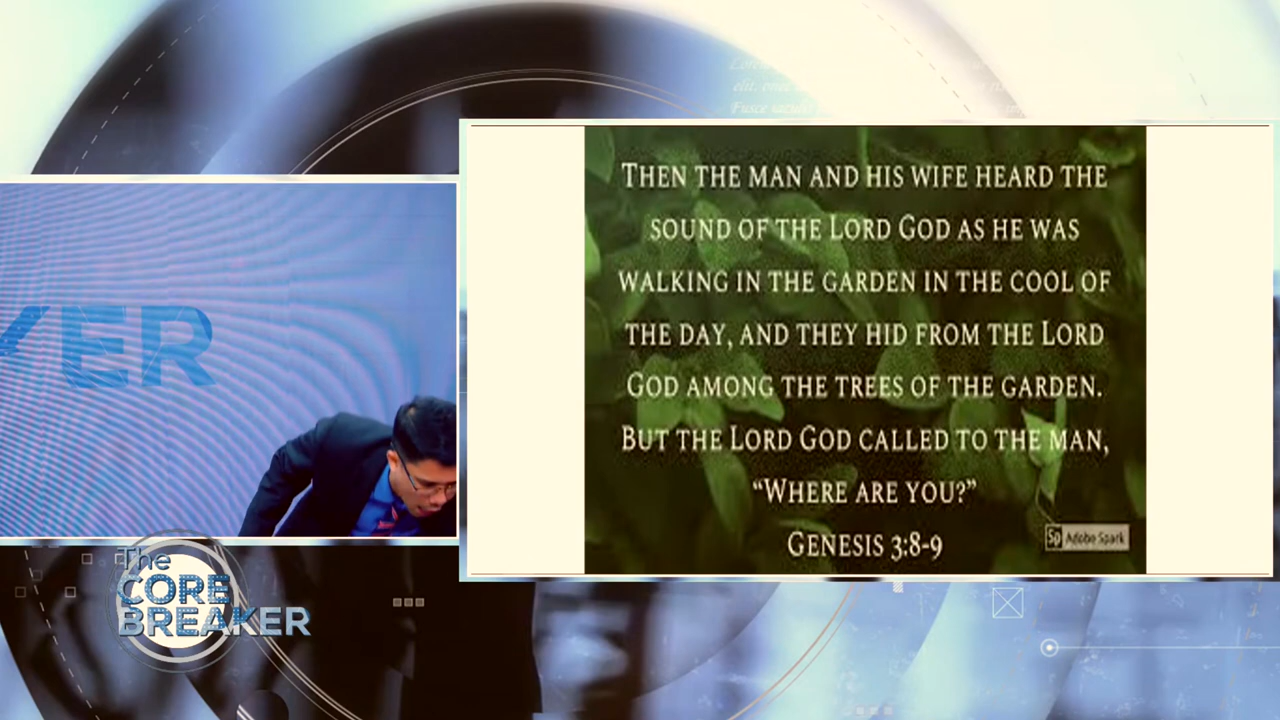 THEN THE MAN AND HIS WIFE HEARD THE
SOUND OF THE LORD GOD AS HE WAS
WALKING IN THE GARDEN IN THE COOL OF
THE DAY, AND THEY HID FROM THE LORD
GOD AMONG THE TREES OF THE GARDEN.
BUT THE LORD GOD CALLED TO THE MAN,
“WHERE ARE YOU?”
GENESIS 3:8-9
Sp Adobe Spark
YER
The
CORE
BREAKER
elit,
Fusce